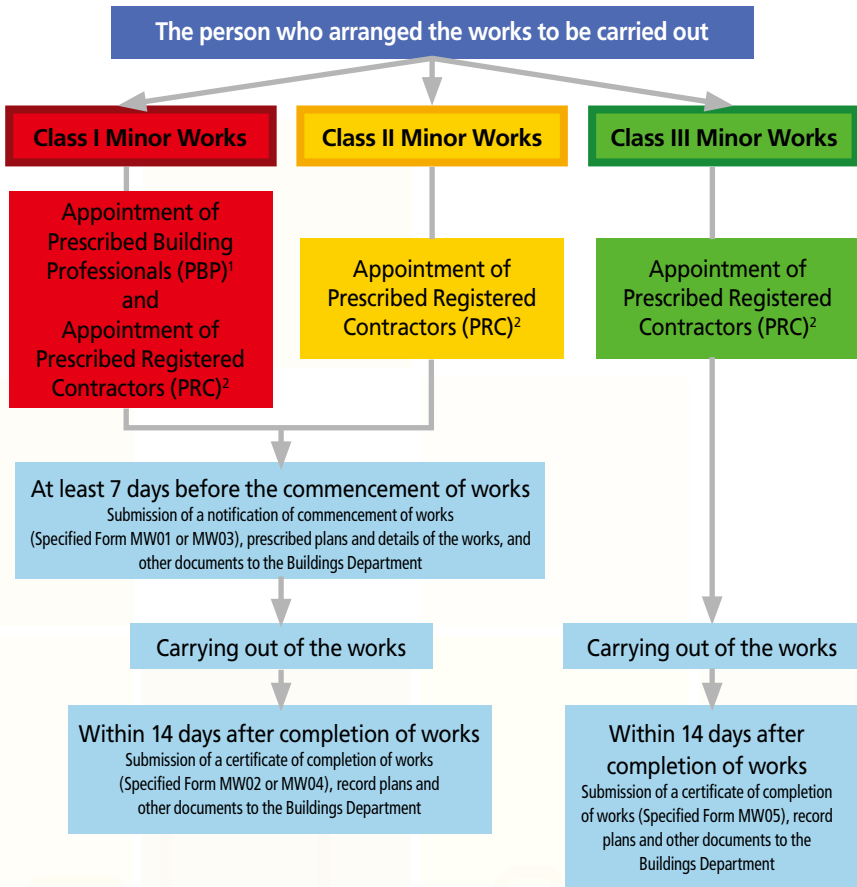 The person who arranged the works to be carried out
Class I Minor Works
Class II Minor Works
Class III Minor Works
Appointment of
Prescribed Building
Professionals (PBP)¹
and
Appointment of
Prescribed Registered
Contractors (PRC)²
Appointment of
Prescribed Registered
Contractors (PRC)²
Appointment of
Prescribed Registered
Contractors (PRC)²
At least 7 days before the commencement of works
Submission of a notification of commencement of works
(Specified Form MW01 or MW03), prescribed plans and details of the works, and
other documents to the Buildings Department
Carrying out of the works
Carrying out of the works
Within 14 days after completion of works
Submission of a certificate of completion of works
(Specified Form MW02 or MW04), record plans and
other documents to the Buildings Department
Within 14 days after
completion of works
Submission of a certificate of completion
of works (Specified Form MW05), record
plans and other documents to the
Buildings Department